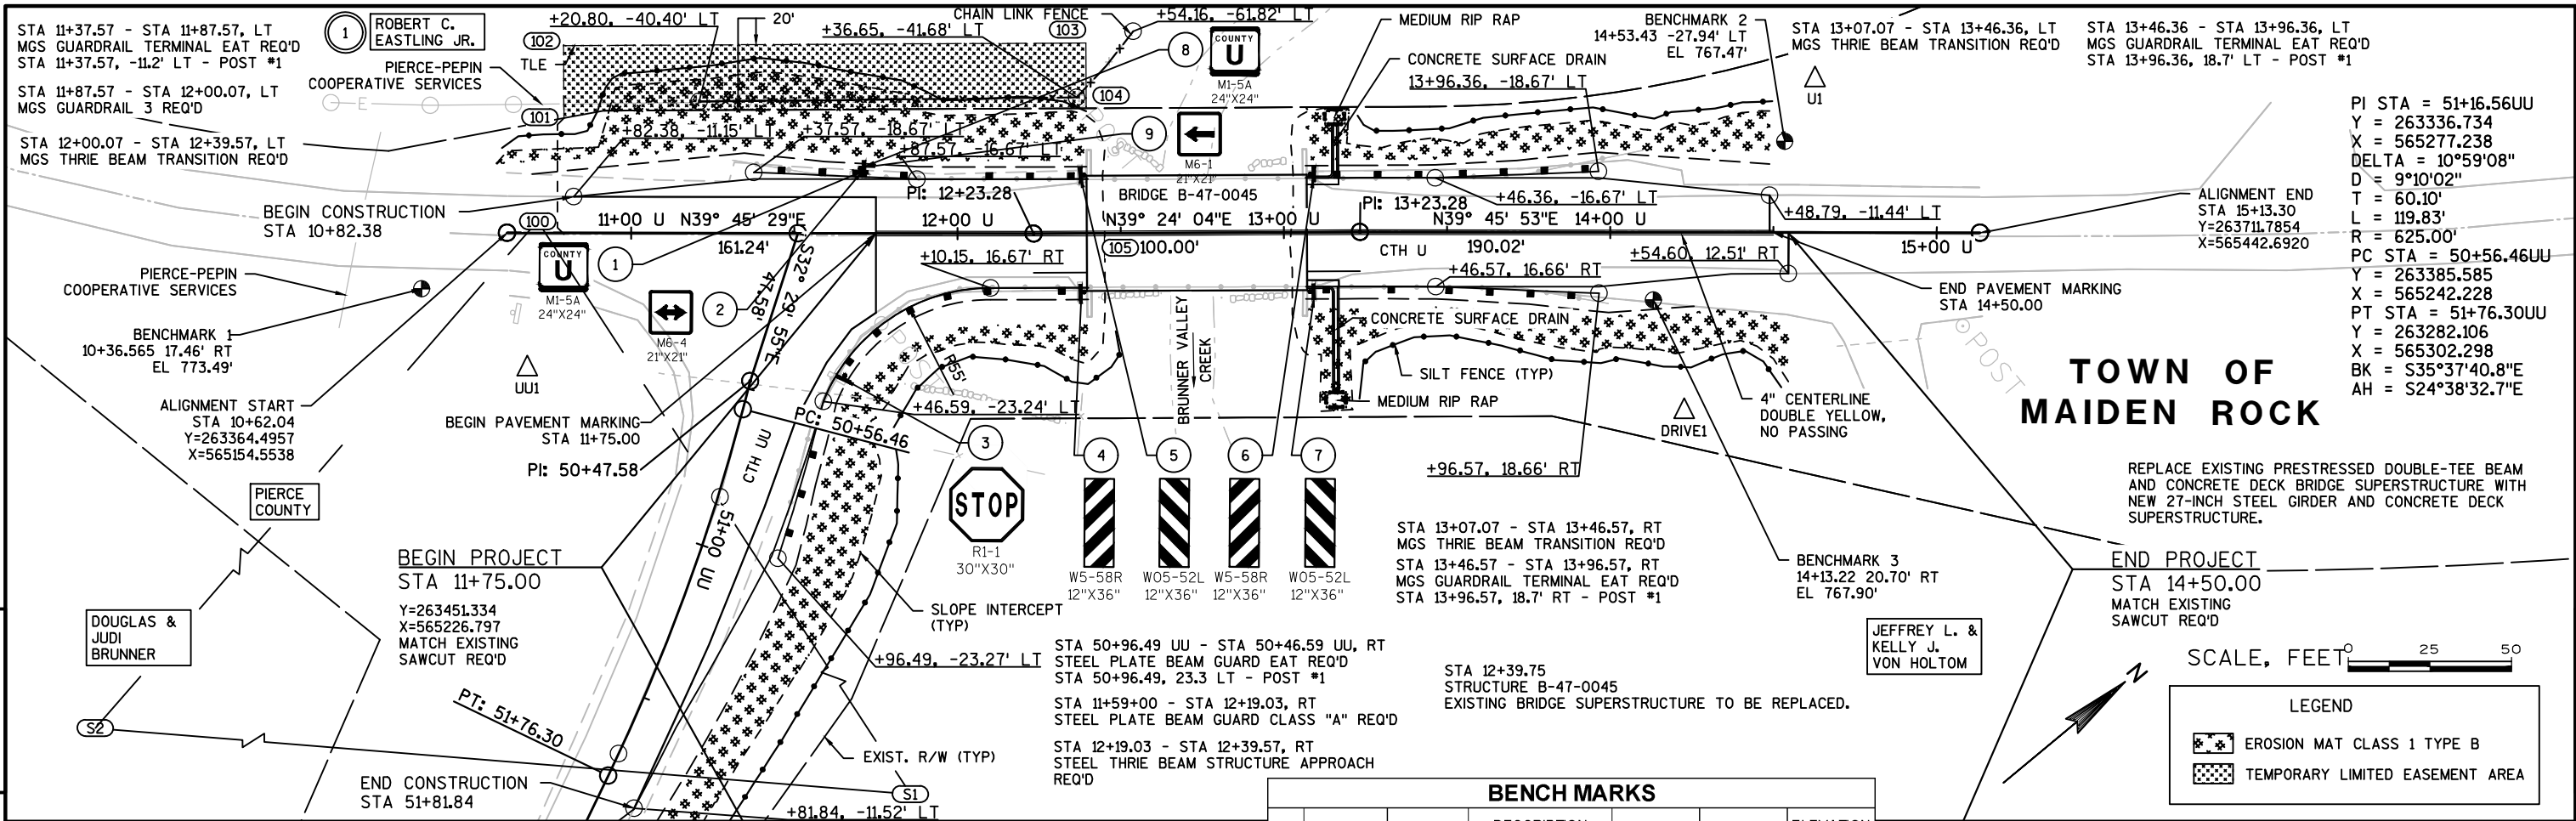 STA 11+37.57 - STA 11+87.57, LT
MGS GUARDRAIL TERMINAL EAT REQ'D
STA 11+37.57, -11.2' LT - POST #1
STA 11+87.57 - STA 12+00.07, LT
MGS GUARDRAIL 3 REQ'D
STA 12+00.07 - STA 12+39.57, LT
MGS THRIE BEAM TRANSITION REQ'D
1
ROBERT C.
EASTLING JR.
PIERCE-PEPIN
COOPERATIVE SERVICES
E
102
TLE
101
+20.80, -40.40' LT
20'
+36.65, -41.68' LT
CHAIN LINK FENCE
103
+54.16, -61.82' LT
104
8
COUNTY
U
M1-5A
24"X24"
9
M6-1
21"X21"
MEDIUM RIP RAP
CONCRETE SURFACE DRAIN
13+96.36, -18.67' LT
BENCHMARK 2
14+53.43 -27.94' LT
EL 767.47'
STA 13+07.07 - STA 13+46.36, LT
MGS THRIE BEAM TRANSITION REQ'D
U1
STA 13+46.36 - STA 13+96.36, LT
MGS GUARDRAIL TERMINAL EAT REQ'D
STA 13+96.36, 18.7' LT - POST #1
PI STA = 51+16.56UU
Y = 263336.734
X = 565277.238
DELTA = 10°59'08"
D = 9°10'02"
T = 60.10'
L = 119.83'
R = 625.00'
PC STA = 50+56.46UU
Y = 263385.585
X = 565242.228
PT STA = 51+76.30UU
Y = 263282.106
X = 565302.298
BK = S35°37'40.8"E
AH = S24°38'32.7"E
+82.38, -11.15' LT
+37.57, -18.67' LT
+87.57, -16.67' LT
PI: 12+23.28
BRIDGE B-47-0045
PI: 13+23.28
+46.36, -16.67' LT
+48.79, -11.44' LT
ALIGNMENT END
STA 15+13.30
Y=263711.7854
X=565442.6920
BEGIN CONSTRUCTION
STA 10+82.38
100
11+00 U
N39° 45' 29"E
161.24'
12+00 U
N39° 24' 04"E
105
100.00'
13+00 U
N39° 45' 53"E
CTH U
190.02'
14+00 U
15+00 U
PIERCE-PEPIN
COOPERATIVE SERVICES
COUNTY
U
M1-5A
24"X24"
1
M6-4
21"X21"
2
S32° 29' 55"E
47.58'
+10.15, 16.67' RT
+46.57, 16.66' RT
+54.60, 12.51' RT
END PAVEMENT MARKING
STA 14+50.00
BENCHMARK 1
10+36.565 17.46' RT
EL 773.49'
UU1
ALIGNMENT START
STA 10+62.04
Y=263364.4957
X=565154.5538
BEGIN PAVEMENT MARKING
STA 11+75.00
PI: 50+47.58
PC: 50+56.46
CTH UU
POST
R55'
+46.59, -23.24' LT
BRUNNER VALLEY
CREEK
CONCRETE SURFACE DRAIN
SILT FENCE (TYP)
MEDIUM RIP RAP
DRIVE1
4" CENTERLINE
DOUBLE YELLOW,
NO PASSING
POST
TOWN OF
MAIDEN ROCK
3
STOP
R1-1
30"X30"
4
5
6
7
W5-58R
12"X36"
WO5-52L
12"X36"
W5-58R
12"X36"
WO5-52L
12"X36"
+96.57, 18.66' RT
STA 13+07.07 - STA 13+46.57, RT
MGS THRIE BEAM TRANSITION REQ'D
STA 13+46.57 - STA 13+96.57, RT
MGS GUARDRAIL TERMINAL EAT REQ'D
STA 13+96.57, 18.7' RT - POST #1
BENCHMARK 3
14+13.22 20.70' RT
EL 767.90'
REPLACE EXISTING PRESTRESSED DOUBLE-TEE BEAM
AND CONCRETE DECK BRIDGE SUPERSTRUCTURE WITH
NEW 27-INCH STEEL GIRDER AND CONCRETE DECK
SUPERSTRUCTURE.
END PROJECT
STA 14+50.00
MATCH EXISTING
SAWCUT REQ'D
PIERCE
COUNTY
DOUGLAS &
JUDI
BRUNNER
BEGIN PROJECT
STA 11+75.00
Y=263451.334
X=565226.797
MATCH EXISTING
SAWCUT REQ'D
51+00 UU
SLOPE INTERCEPT
(TYP)
+96.49, -23.27' LT
STA 50+96.49 UU - STA 50+46.59 UU, RT
STEEL PLATE BEAM GUARD EAT REQ'D
STA 50+96.49, 23.3 LT - POST #1
STA 11+59+00 - STA 12+19.03, RT
STEEL PLATE BEAM GUARD CLASS "A" REQ'D
STA 12+19.03 - STA 12+39.57, RT
STEEL THRIE BEAM STRUCTURE APPROACH
REQ'D
STA 12+39.75
STRUCTURE B-47-0045
EXISTING BRIDGE SUPERSTRUCTURE TO BE REPLACED.
JEFFREY L. &
KELLY J.
VON HOLTOM
SCALE, FEET
0 25 50
N
LEGEND
EROSION MAT CLASS 1 TYPE B
TEMPORARY LIMITED EASEMENT AREA
S2
PT: 51+76.30
END CONSTRUCTION
STA 51+81.84
EXIST. R/W (TYP)
S1
+81.84, -11.52' LT
BENCH MARKS